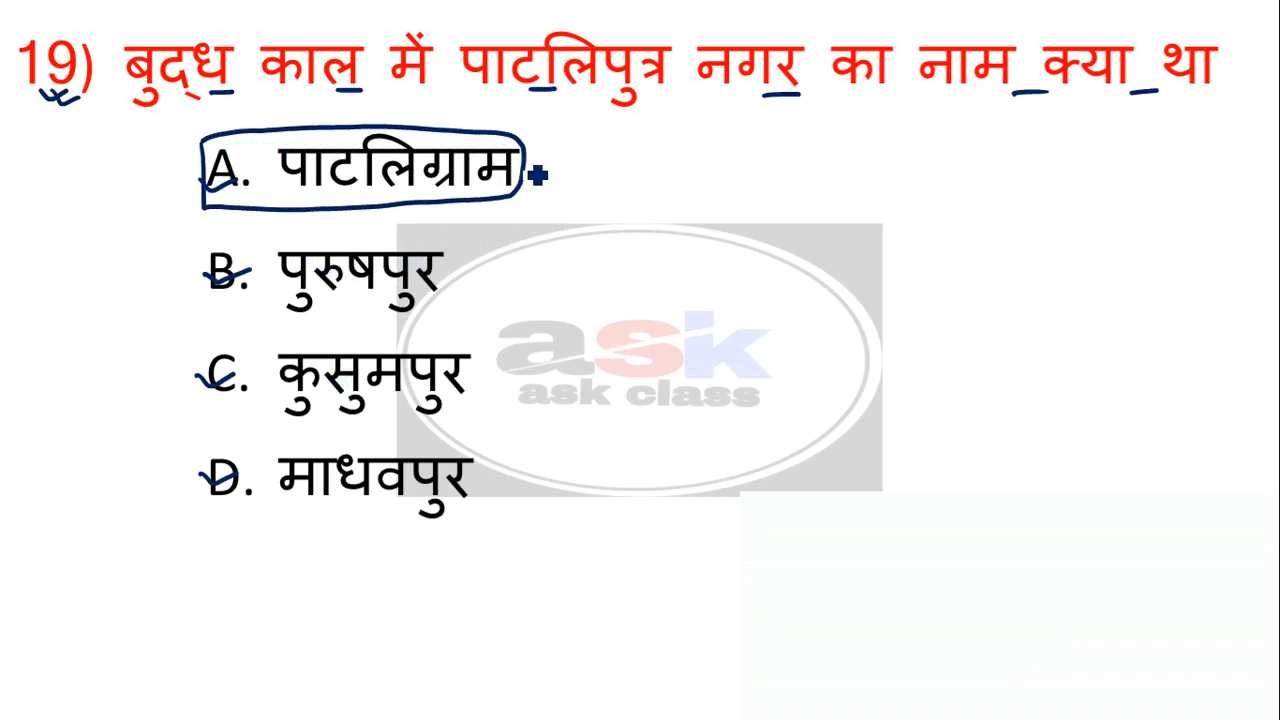 19) बुद्ध काल में पाटलिपुत्र नगर का नाम क्या था
A. पाटलिग्राम
B. पुरुषपुर
C. कुसुमपुर
D. माधवपुर
ask
ask class